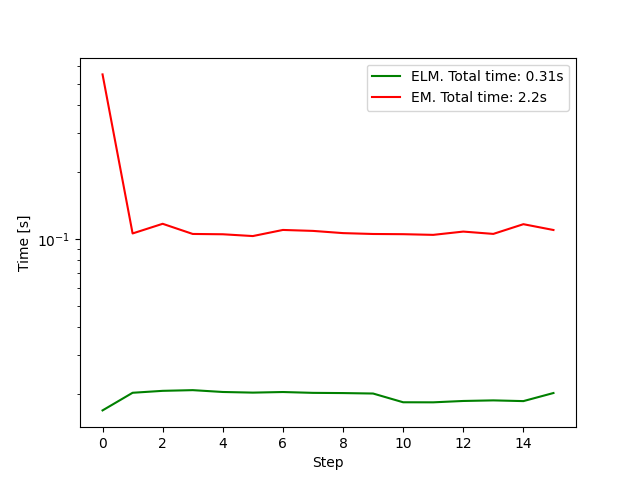 ELM. Total time: 0.31s
EM. Total time: 2.2s
Time [s]
10⁻¹
0 2 4 6 8 10 12 14
Step